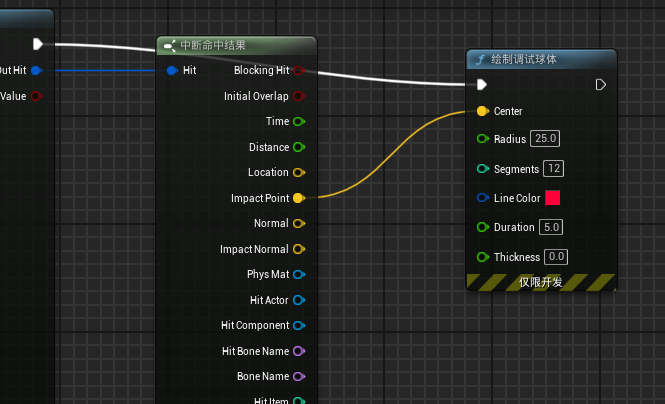 Out Hit
Value
中断命中结果
Hit
Blocking Hit
Initial Overlap
Time
Distance
Location
Impact Point
Normal
Impact Normal
Phys Mat
Hit Actor
Hit Component
Hit Bone Name
Bone Name
Hit Item
绘制调试球体
Center
Radius 25.0
Segments 12
Line Color
Duration 5.0
Thickness 0.0
仅限开发